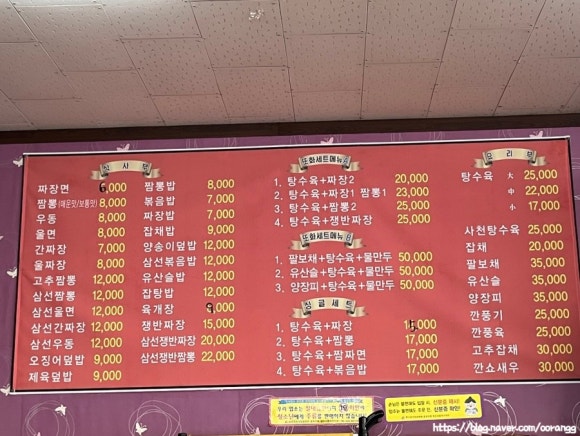 식사부
짜장면 6,000
짬뽕(매운맛/보통맛) 8,000
우동 8,000
울면 8,000
간짜장 7,000
울짜장 8,000
고추짬뽕 12,000
삼선짬뽕 12,000
삼선울면 12,000
삼선간짜장 12,000
삼선우동 12,000
오징어덮밥 9,000
제육덮밥 9,000
짬뽕밥 8,000
볶음밥 7,000
짜장밥 7,000
잡채밥 9,000
양송이덮밥 12,000
삼선볶음밥 12,000
유산슬밥 12,000
잡탕밥 12,000
육개장 9,000
쟁반짜장 15,000
삼선쟁반짜장 20,000
삼선쟁반짬뽕 22,000
또화세트메뉴 A
1. 탕수육+짜장2 20,000
2. 탕수육+짜장1 짬뽕1 23,000
3. 탕수육+짬뽕2 25,000
4. 탕수육+쟁반짜장 25,000
또화세트메뉴 B
1. 팔보채+탕수육+물만두 50,000
2. 유산슬+탕수육+물만두 50,000
3. 양장피+탕수육+물만두 50,000
싱글세트
1. 탕수육+짜장 15,000
2. 탕수육+짬뽕 17,000
3. 탕수육+짬짜면 17,000
4. 탕수육+볶음밥 17,000
요리부
탕수육 大 25,000
中 22,000
小 17,000
사천탕수육 25,000
잡채 20,000
팔보채 35,000
유산슬 35,000
양장피 35,000
깐풍기 25,000
깐풍육 25,000
고추잡채 30,000
깐쇼새우 30,000
https://blog.naver.com/oorangg